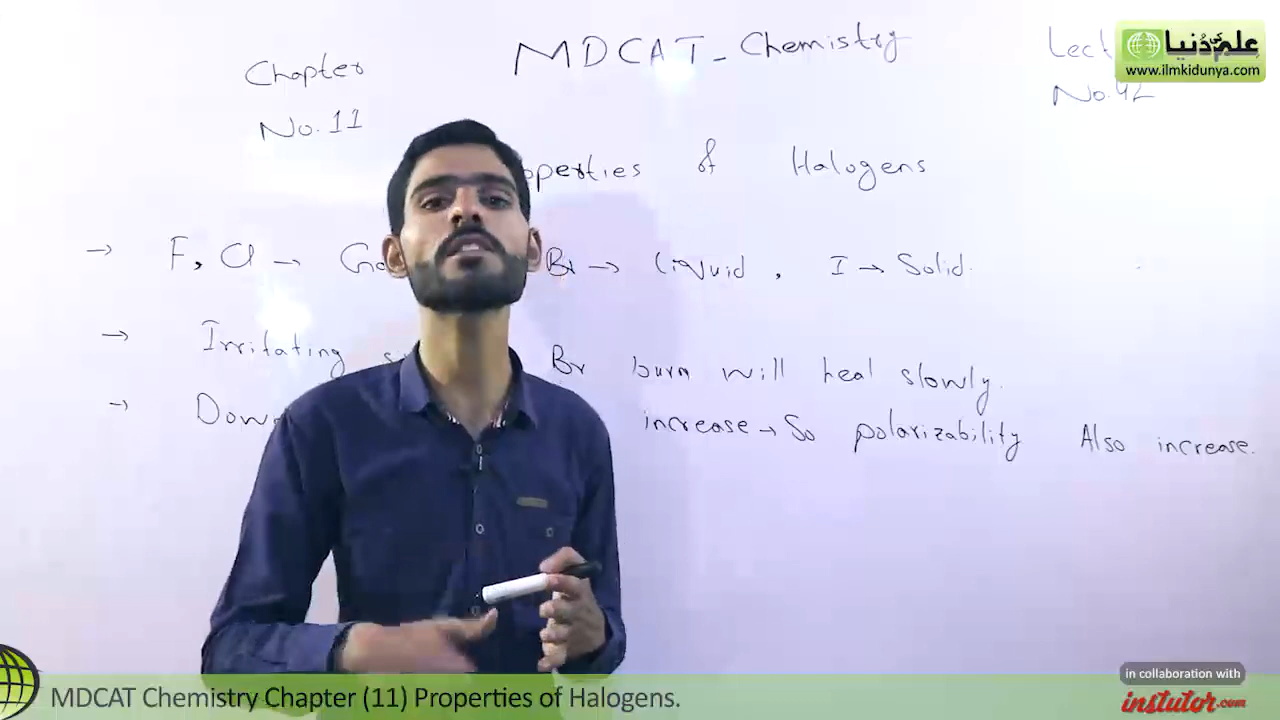 Chapter
No. 11
MDCAT - Chemistry
Lect
No. 42
علم کی دنیا
www.ilmkidunya.com
operties of Halogens
→ F, Cl → Ga Br → liquid , I → Solid.
→ Irritating s Br burn will heal slowly.
→ Down increase → So polarizability Also increase.
MDCAT Chemistry Chapter (11) Properties of Halogens.
in collaboration with
instutor.com